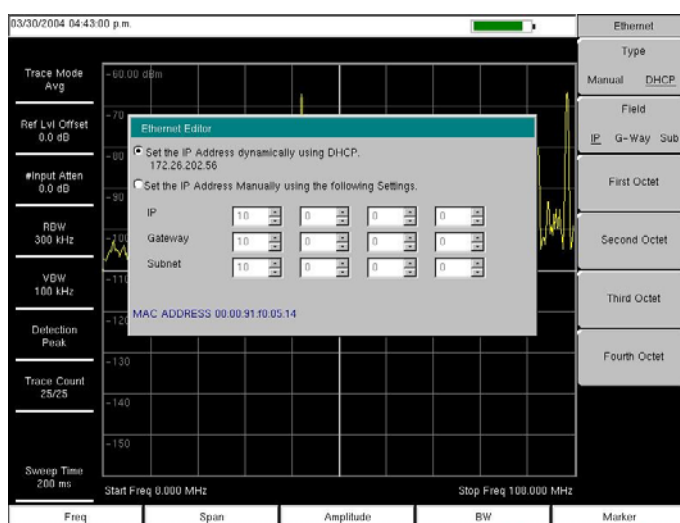 03/30/2004 04:43:00 p.m.
Ethernet
Type
Manual DHCP
Field
IP G-Way Sub
First Octet
Second Octet
Third Octet
Fourth Octet
Trace Mode
Avg
Ref Lvl Offset
0.0 dB
#Input Atten
0.0 dB
RBW
300 kHz
VBW
100 kHz
Detection
Peak
Trace Count
25/25
Sweep Time
200 ms
-60.00 dBm
-70
-80
-90
-100
-110
-120
-130
-140
-150
Ethernet Editor
Set the IP Address dynamically using DHCP.
172.26.202.56
Set the IP Address Manually using the following Settings.
IP 10 0 0 0
Gateway 10 0 0 0
Subnet 10 0 0 0
MAC ADDRESS 00.00.91.f0.05.14
Start Freq 8.000 MHz Stop Freq 108.000 MHz
Freq Span Amplitude BW Marker